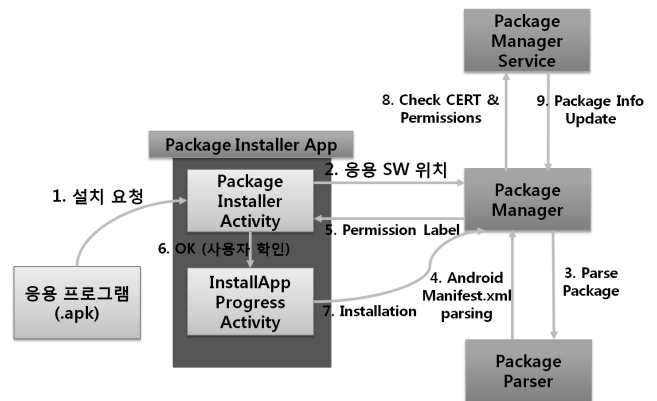 Package
Manager
Service
8. Check CERT &
Permissions
9. Package Info
Update
Package Installer App
1. 설치 요청
Package
Installer
Activity
2. 응용 SW 위치
Package
Manager
5. Permission Label
6. OK (사용자 학인)
응용 프로그램
(.apk)
InstallApp
Progress
Activity
7. Installation
4. Android
Manifest.xml
parsing
3. Parse
Package
Package
Parser